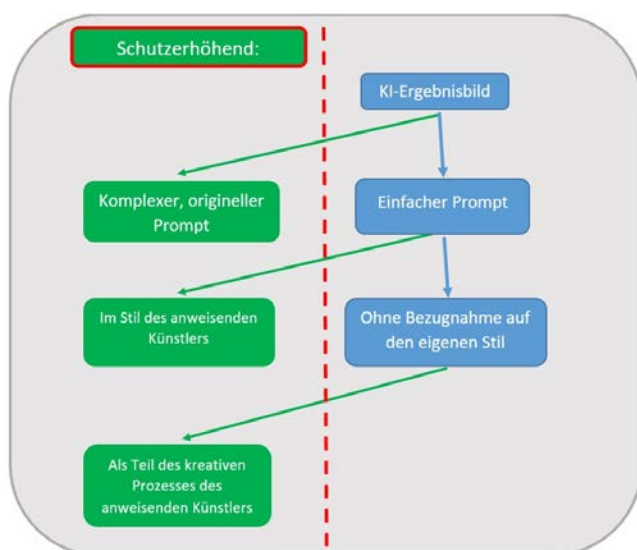 Schutzerhöhend:
KI-Ergebnisbild
Komplexer, origineller
Prompt
Einfacher Prompt
Im Stil des anweisenden
Künstlers
Ohne Bezugnahme auf
den eigenen Stil
Als Teil des kreativen
Prozesses des
anweisenden Künstlers